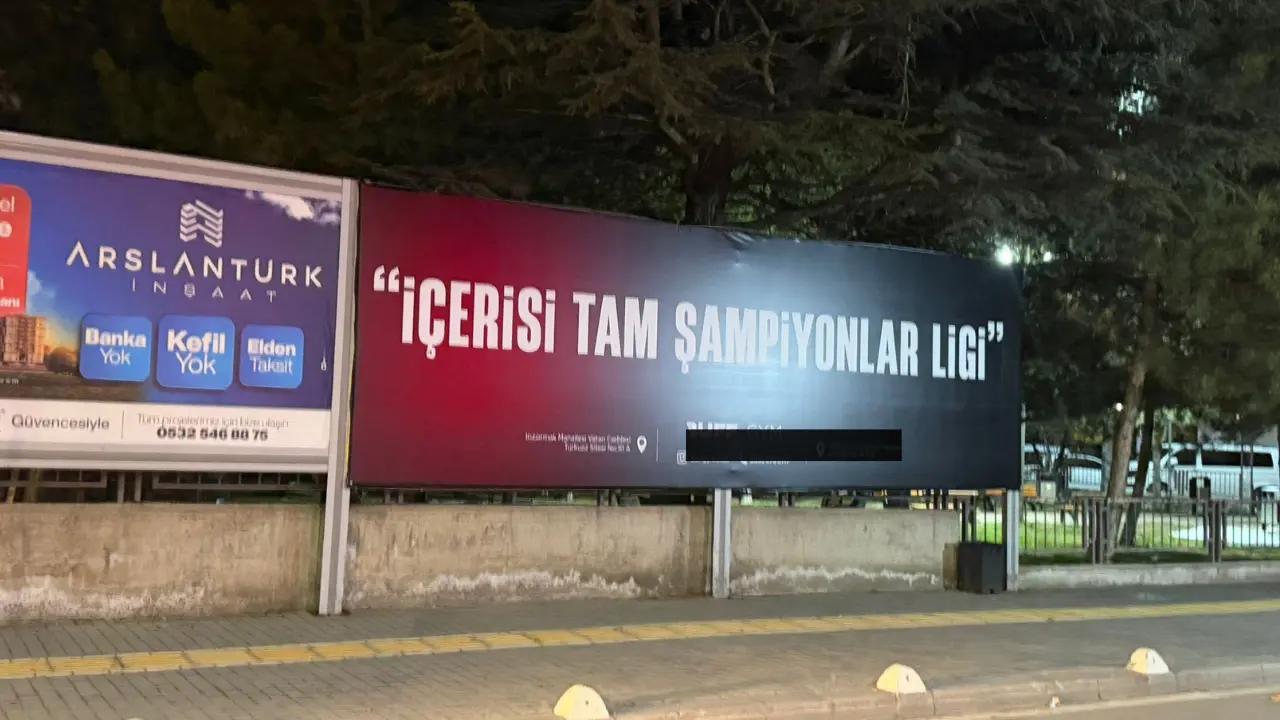 ARSLANTÜRK
İNŞAAT
Banka
Yok
Kefil
Yok
Elden
Taksit
Güvencesiyle
Tüm projelerimiz için bize ulaşın
0532 546 88 75
“İÇERİSİ TAM ŞAMPİYONLAR LİGİ”